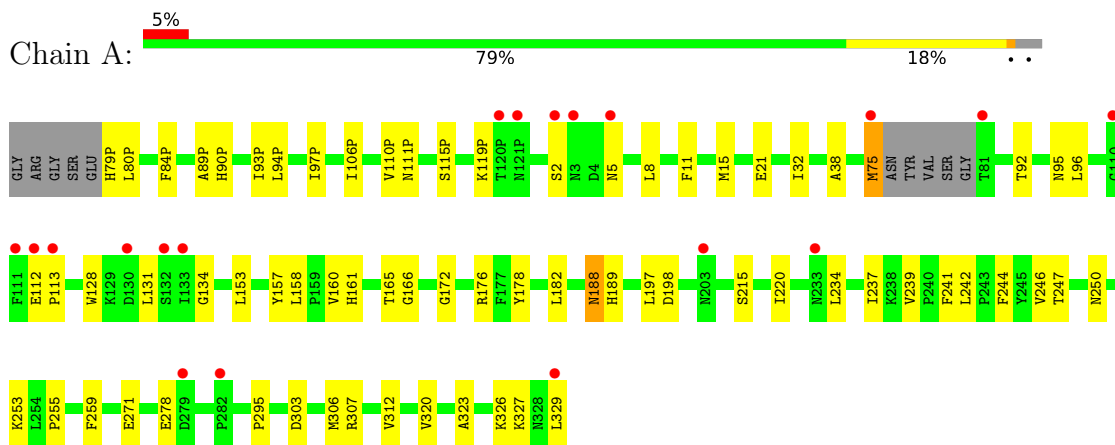 5%
Chain A:
79% 18% . .
GLY ARG GLY SER GLU H79P L80P F84P A89P H90P I93P L94P I97P I106P V110P N111P S115P K119P T120P N121P S2 N3 D4 N5 L8 F11 M15 E21 I32 A38 M75 ASN TYR VAL SER GLY T81 T92 N95 L96 G110
F111 E112 P113 W128 K129 D130 L131 S132 I133 G134 L153 Y157 L158 P159 V160 H161 T165 G166 G172 R176 F177 Y178 L182 N188 H189 L197 D198 N203 S215 I220 N233 L234 I237 K238 V239 P240 F241 L242 P243 F244 Y245 V246 T247 N250
K253 L254 P255 F259 E271 E278 D279 P282 P295 D303 M306 R307 V312 V320 A323 K326 K327 N328 L329